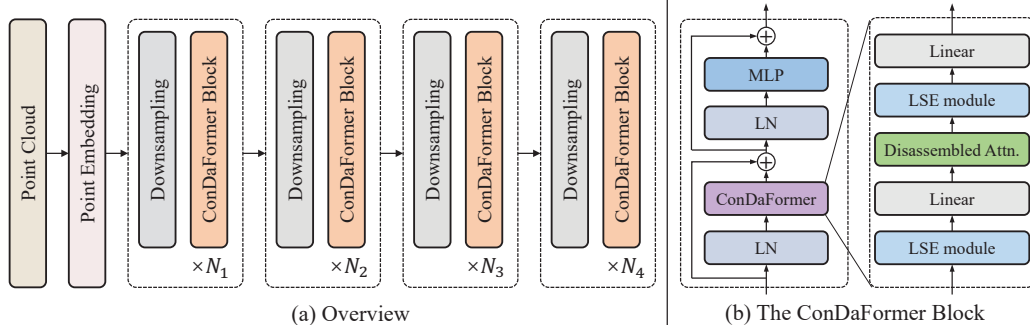 Point Cloud
Point Embedding
Downsampling
ConDaFormer Block
×N₁
Downsampling
ConDaFormer Block
×N₂
Downsampling
ConDaFormer Block
×N₃
Downsampling
ConDaFormer Block
×N₄
(a) Overview
MLP
LN
ConDaFormer
LN
Linear
LSE module
Disassembled Attn.
Linear
LSE module
(b) The ConDaFormer Block